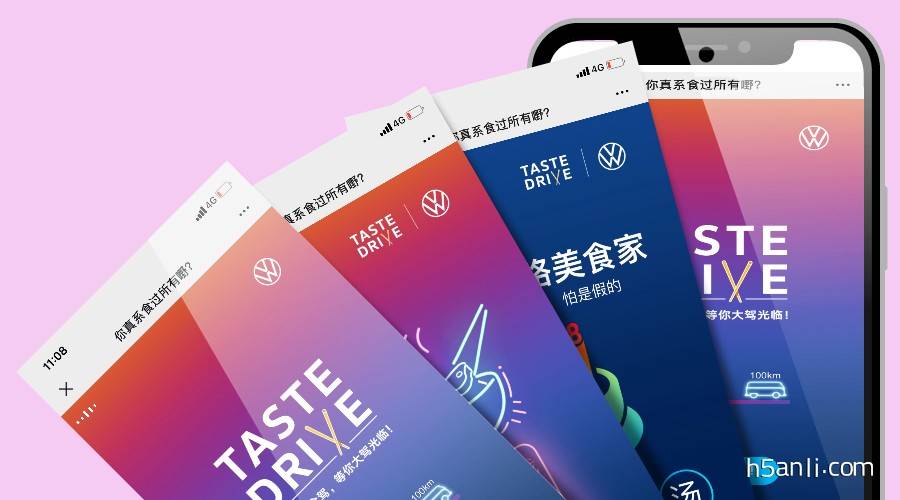 11:08
4G
你真系食过所有嘢?
TASTE
DRIVE
驾，等你大驾光临！
4G
真系食过所有嘢?
TASTE
DRIVE
4G
你真系食过所有嘢?
TASTE
DRIVE
美食家
怕是假的
8
汤
你真系食过所有嘢?
STE
IVE
等你大驾光临！
100km
h5anli.com